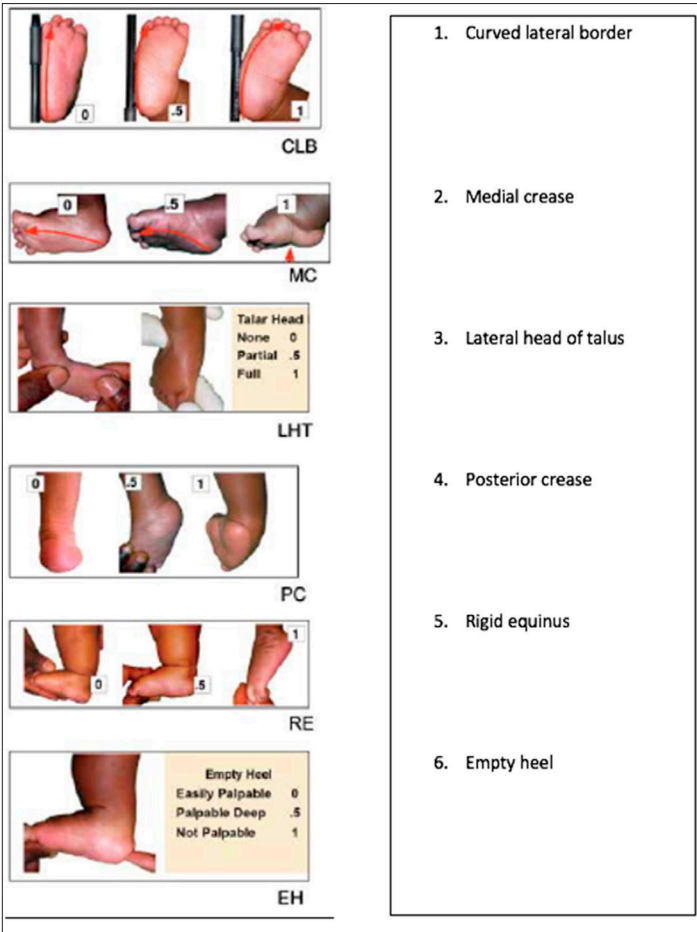 0
.5
1
CLB
0
.5
1
MC
Talar Head
None 0
Partial .5
Full 1
LHT
0
.5
1
PC
0
.5
1
RE
Empty Heel
Easily Palpable 0
Palpable Deep .5
Not Palpable 1
EH
1. Curved lateral border
2. Medial crease
3. Lateral head of talus
4. Posterior crease
5. Rigid equinus
6. Empty heel